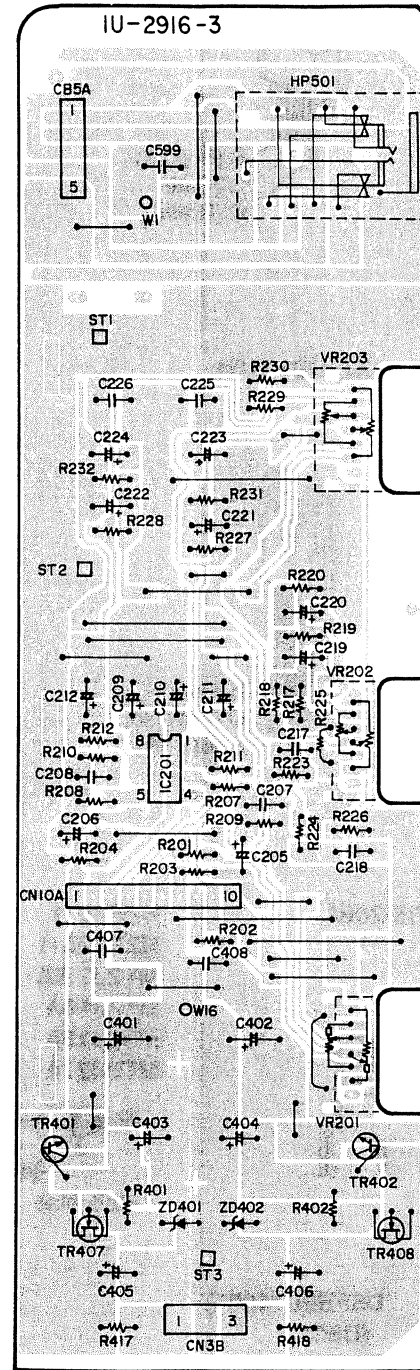 1U-2916-3
HP501
CB5A
1
C599
5
W1
ST1
R230
VR203
C226 C225
R229
C224 C223
R232
C222 R231
R228 C221
R227
ST2
R220
C220
R219
C219
VR202
C212 C209 C210 C211 R218 R217 R225
R212 C217
R210 8 1 R211
C208 IC201 R223
R208 5 4 R207 C207
C206 R209 R224 R226
R204 R201 C205
R203 C218
CN10A 1 10
R202
C407 C408
W16
C401 C402
TR401 C403 C404 VR201
TR402
R401 ZD401 ZD402 R402
TR407 TR408
ST3
C405 C406
1 3
R417 CN3B R418